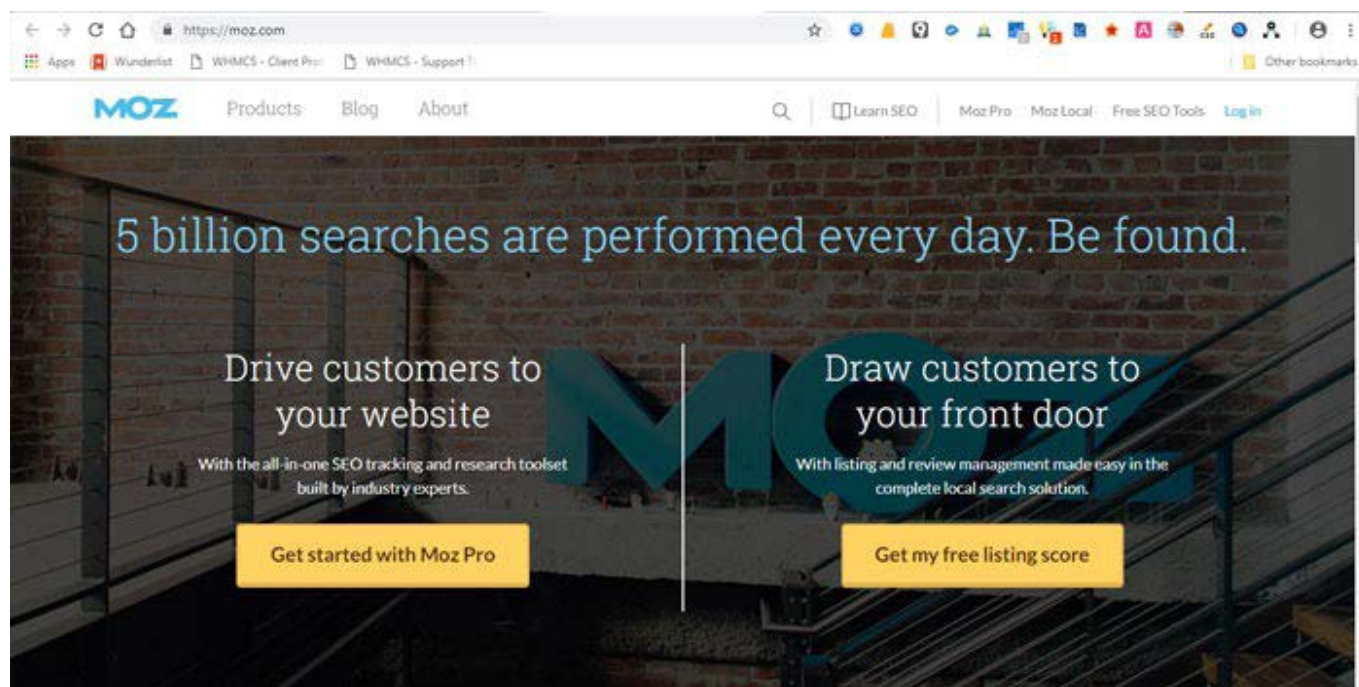 https://moz.com
Apps Wunderlist WHMCS - Client Pro WHMCS - Support T Other bookmarks
MOZ Products Blog About Learn SEO Moz Pro Moz Local Free SEO Tools Log in
5 billion searches are performed every day. Be found.
Drive customers to
your website
With the all-in-one SEO tracking and research toolset
built by industry experts.
Get started with Moz Pro
MOZ
Draw customers to
your front door
With listing and review management made easy in the
complete local search solution.
Get my free listing score